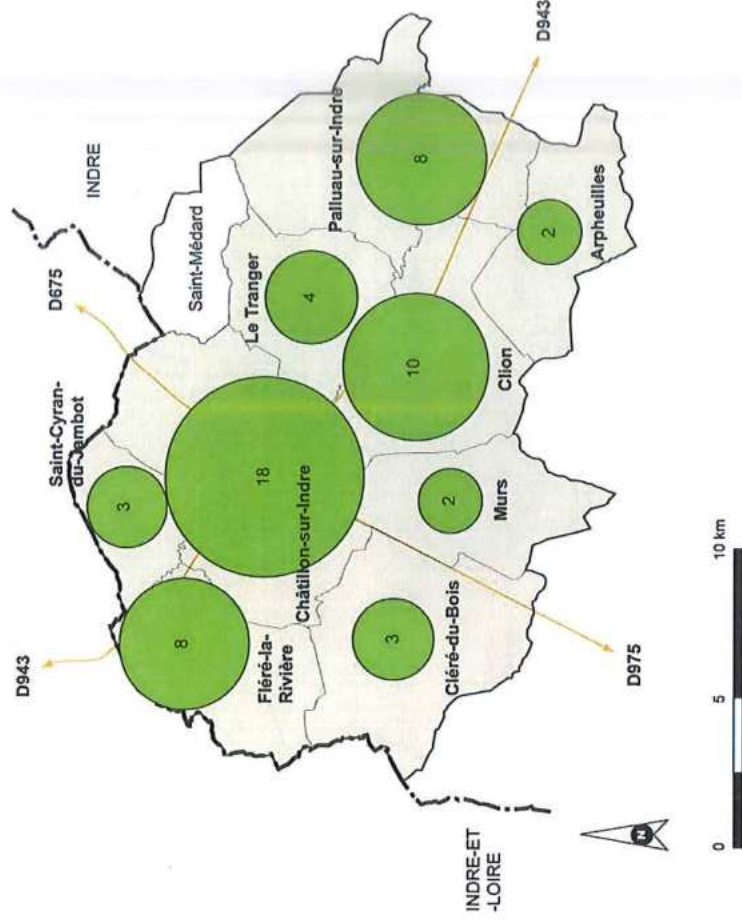 D943
D675
INDRE
Saint-Cyran-
du-Jambot
3
Saint-Médard
8
18
Châtillon-sur-Indre
Le Tranger
4
Palluau-sur-Indre
8
Fléré-la-
Rivière
3
Cléré-du-Bois
2
Murs
10
Clion
2
Arpheuilles
D943
D975
INDRE-ET
-LOIRE
N
0
5
10 km